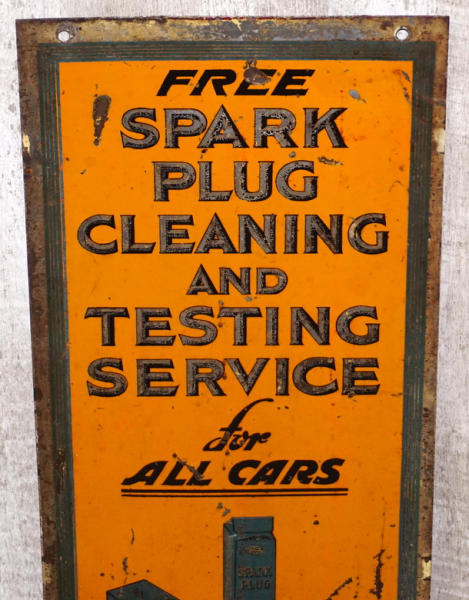 FREE
SPARK
PLUG
CLEANING
AND
TESTING
SERVICE
for
ALL CARS
SPARK
PLUG